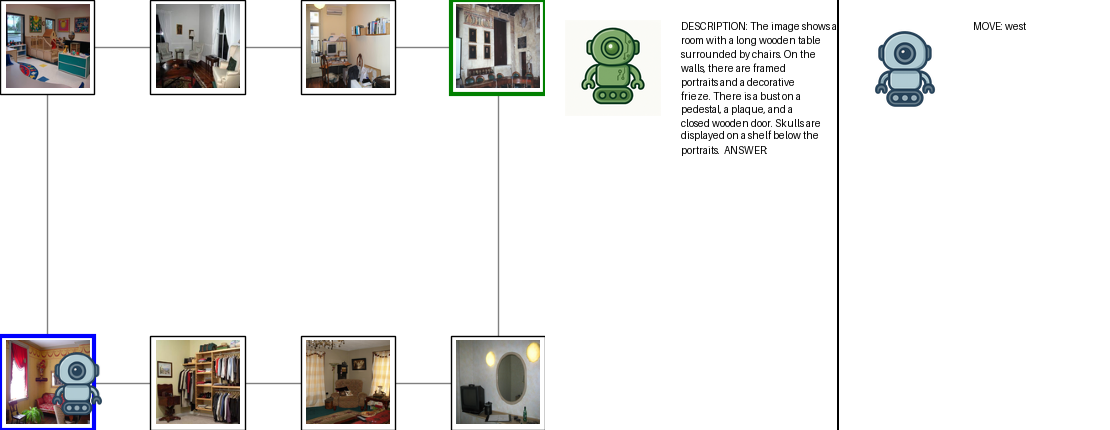 DESCRIPTION: The image shows a
room with a long wooden table
surrounded by chairs. On the
walls, there are framed
portraits and a decorative
frieze. There is a bust on a
pedestal, a plaque, and a
closed wooden door. Skulls are
displayed on a shelf below the
portraits. ANSWER:
MOVE: west